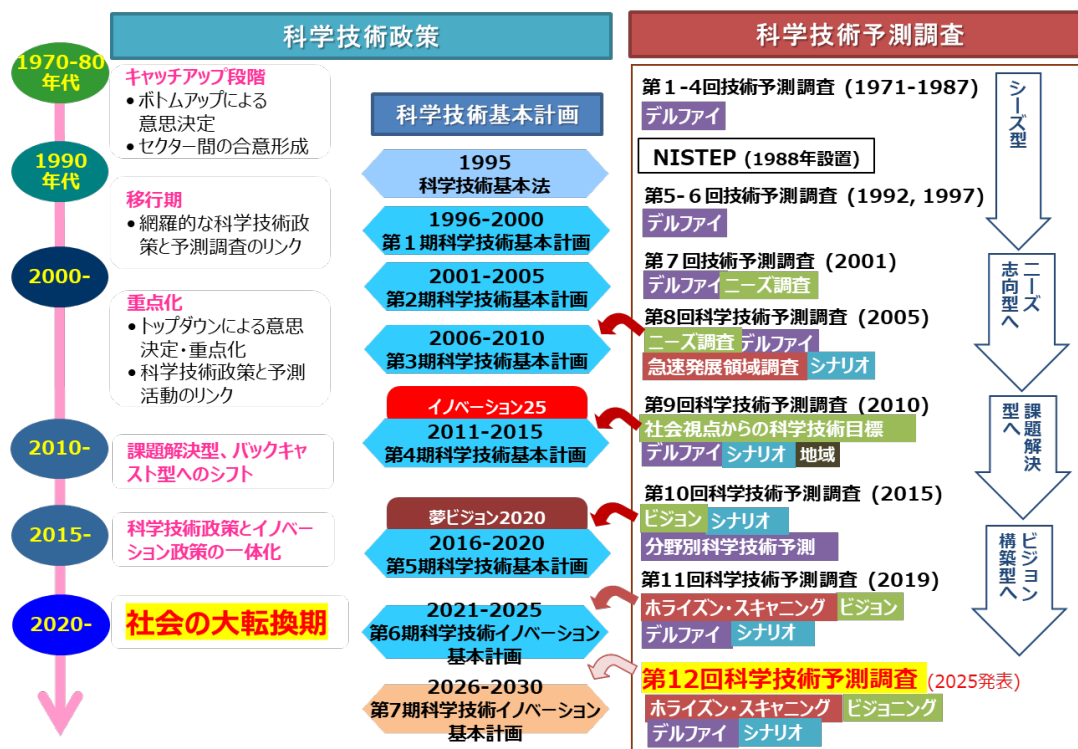 科学技術政策
1970-80
年代
1990
年代
2000-
2010-
2015-
2020-
キャッチアップ段階
• ボトムアップによる
意思決定
• セクター間の合意形成
移行期
• 網羅的な科学技術政
策と予測調査のリンク
重点化
• トップダウンによる意思
決定・重点化
• 科学技術政策と予測
活動のリンク
課題解決型、バックキャ
スト型へのシフト
科学技術政策とイノベー
ション政策の一体化
社会の大転換期
科学技術基本計画
1995
科学技術基本法
1996-2000
第1期科学技術基本計画
2001-2005
第2期科学技術基本計画
2006-2010
第3期科学技術基本計画
イノベーション25
2011-2015
第4期科学技術基本計画
夢ビジョン2020
2016-2020
第5期科学技術基本計画
2021-2025
第6期科学技術イノベーション
基本計画
2026-2030
第7期科学技術イノベーション
基本計画
科学技術予測調査
第1-4回技術予測調査 (1971-1987)
デルファイ
NISTEP (1988年設置)
第5-6回技術予測調査 (1992, 1997)
デルファイ
第7回技術予測調査 (2001)
デルファイ ニーズ調査
第8回科学技術予測調査 (2005)
ニーズ調査 デルファイ
急速発展領域調査 シナリオ
第9回科学技術予測調査 (2010)
社会視点からの科学技術目標
デルファイ シナリオ 地域
第10回科学技術予測調査 (2015)
ビジョン シナリオ
分野別科学技術予測
第11回科学技術予測調査 (2019)
ホライズン・スキャニング ビジョン
デルファイ シナリオ
第12回科学技術予測調査 (2025発表)
ホライズン・スキャニング ビジョニング
デルファイ シナリオ
シーズ型
ニーズ
志向型へ
課題解決
型へ
ビジョン
構築型へ